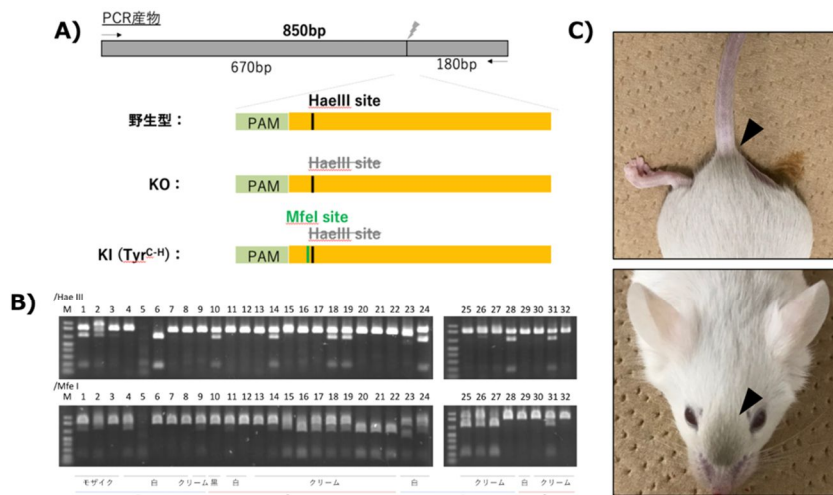 A)
PCR産物
850bp
670bp
180bp
HaeIII site
野生型：
PAM
HaeIII site
KO：
PAM
MfeI site
HaeIII site
KI (TyrC-H)：
PAM
B)
/Hae III
M 1 2 3 4 5 6 7 8 9 10 11 12 13 14 15 16 17 18 19 20 21 22 23 24 25 26 27 28 29 30 31 32
/Mfe I
M 1 2 3 4 5 6 7 8 9 10 11 12 13 14 15 16 17 18 19 20 21 22 23 24 25 26 27 28 29 30 31 32
モザイク 白 クリーム 黒 白 クリーム 白 クリーム 白 クリーム
C)